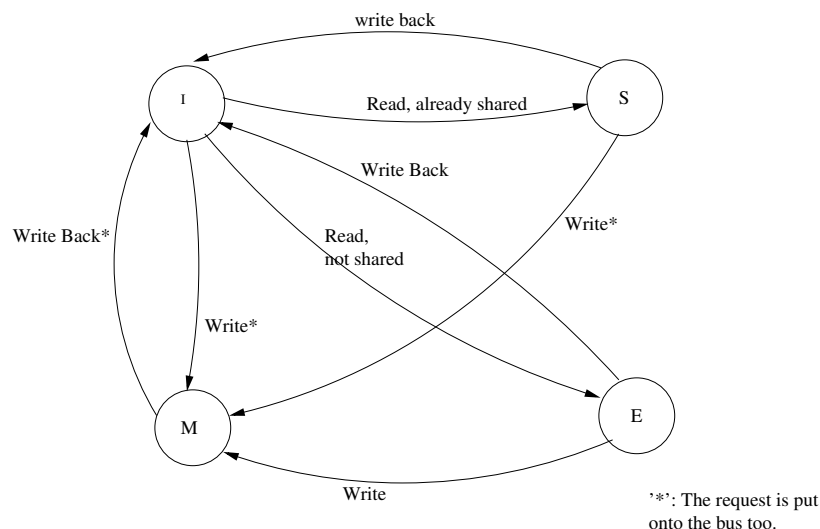 write back
I
S
Read, already shared
Write Back
Write*
Write Back*
Read,
not shared
Write*
M
E
Write
'*': The request is put
onto the bus too.